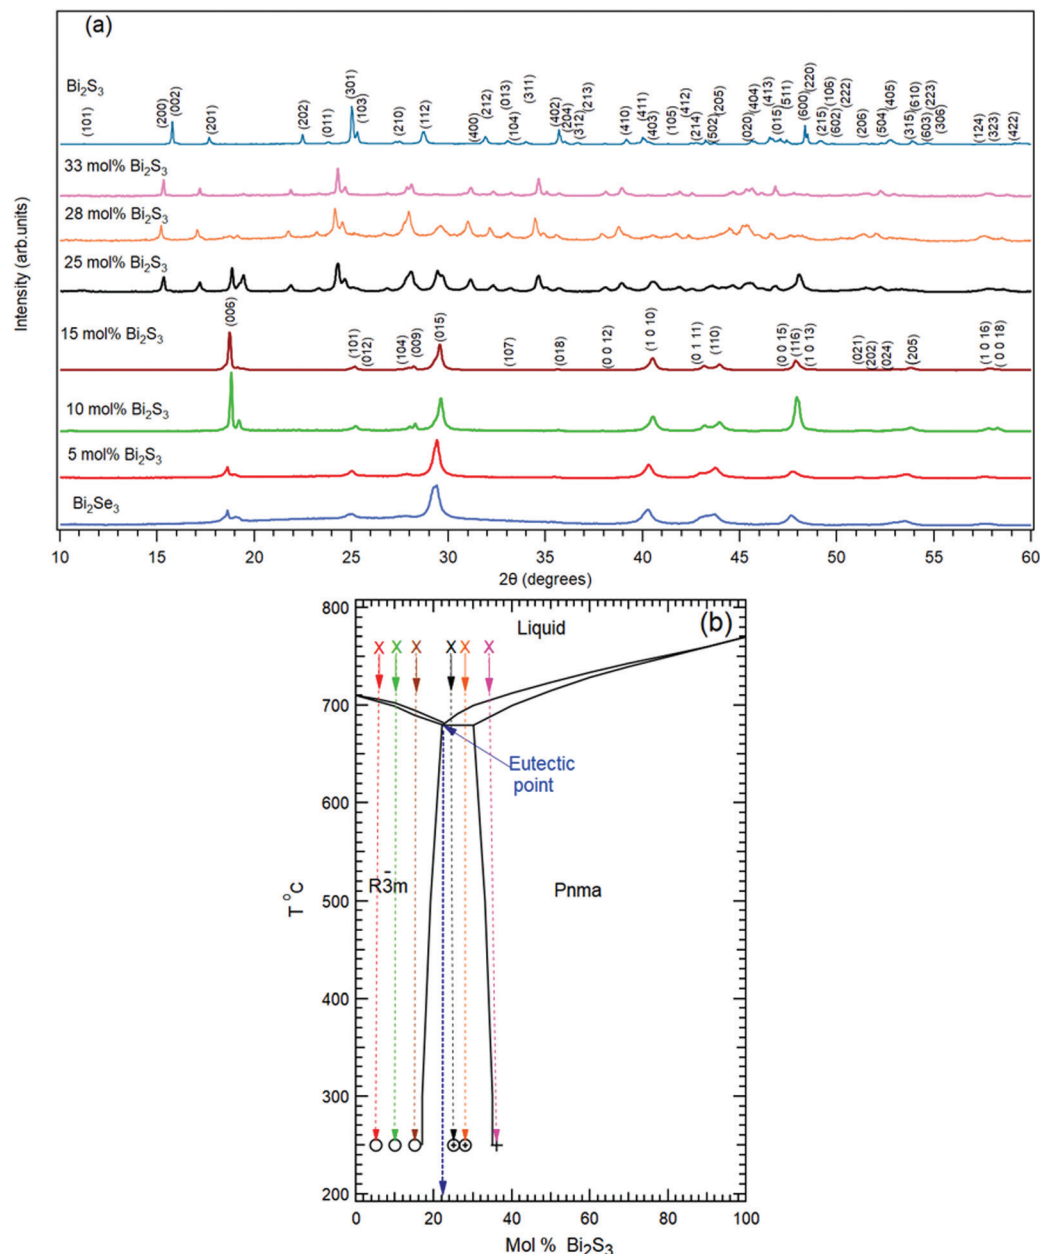 (a)
Intensity (arb.units)
Bi₂S₃
(101)
(200)
(002)
(201)
(202)
(011)
(301)
(103)
(210)
(112)
(400)
(212)
(013)
(104)
(311)
(402)
(204)
(312)
(213)
(410)
(411)
(403)
(105)
(412)
(214)
(502)
(205)
(020)
(404)
(413)
(015)
(511)
(600)
(220)
(215)
(106)
(602)
(222)
(206)
(504)
(405)
(315)
(610)
(603)
(223)
(306)
(124)
(323)
(422)
33 mol% Bi₂S₃
28 mol% Bi₂S₃
25 mol% Bi₂S₃
15 mol% Bi₂S₃
(006)
(101)
(012)
(104)
(009)
(015)
(107)
(018)
(0 0 12)
(1 0 10)
(0 1 11)
(110)
(0 0 15)
(116)
(1 0 13)
(021)
(202)
(024)
(205)
(1 0 16)
(0 0 18)
10 mol% Bi₂S₃
5 mol% Bi₂S₃
Bi₂Se₃
10 15 20 25 30 35 40 45 50 55 60
2θ (degrees)
(b)
Liquid
X X X X X X
Eutectic
point
R3̄m
Pnma
T °C
800
700
600
500
400
300
200
0 20 40 60 80 100
Mol % Bi₂S₃